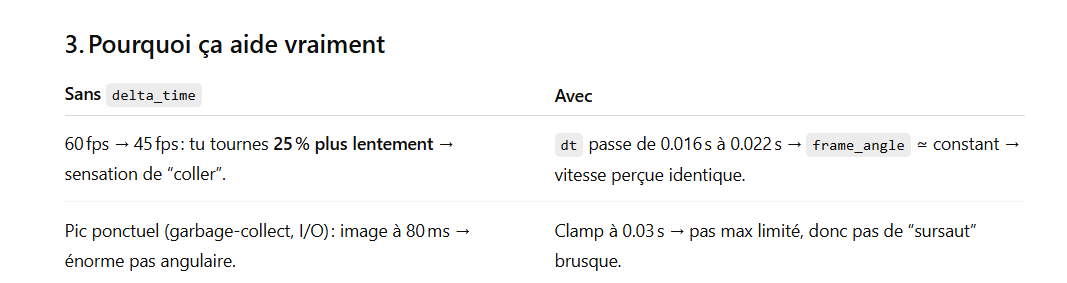 3. Pourquoi ça aide vraiment
Sans delta_time
Avec
60 fps → 45 fps : tu tournes 25 % plus lentement →
sensation de “coller”.
dt passe de 0.016 s à 0.022 s → frame_angle ≃ constant →
vitesse perçue identique.
Pic ponctuel (garbage-collect, I/O) : image à 80 ms →
énorme pas angulaire.
Clamp à 0.03 s → pas max limité, donc pas de “sursaut”
brusque.